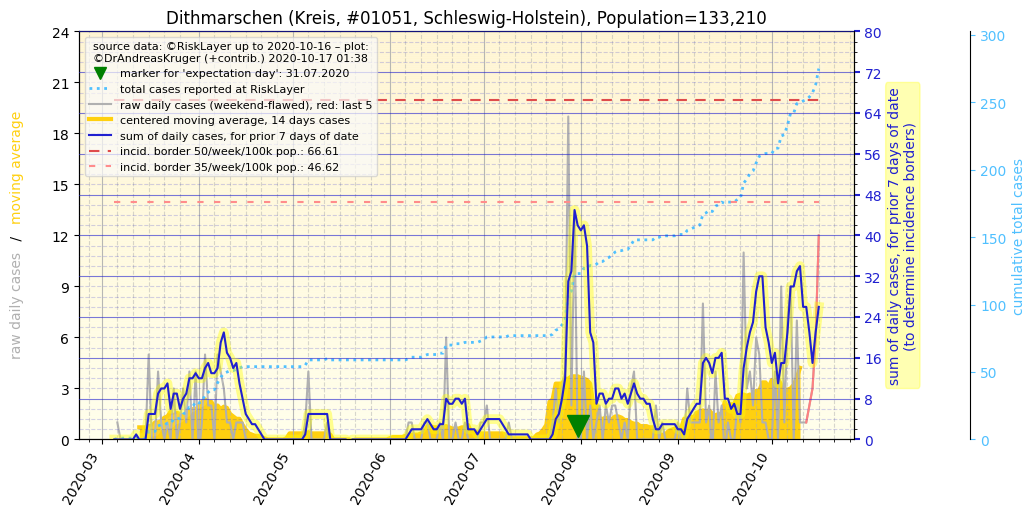 Dithmarschen (Kreis, #01051, Schleswig-Holstein), Population=133,210
source data: ©RiskLayer up to 2020-10-16 – plot:
©DrAndreasKruger (+contrib.) 2020-10-17 01:38
marker for 'expectation day': 31.07.2020
total cases reported at RiskLayer
raw daily cases (weekend-flawed), red: last 5
centered moving average, 14 days cases
sum of daily cases, for prior 7 days of date
incid. border 50/week/100k pop.: 66.61
incid. border 35/week/100k pop.: 46.62
raw daily cases / moving average
24
21
18
15
12
9
6
3
0
80
72
64
56
48
40
32
24
16
8
0
sum of daily cases, for prior 7 days of date
(to determine incidence borders)
300
250
200
150
100
50
0
cumulative total cases
2020-03
2020-04
2020-05
2020-06
2020-07
2020-08
2020-09
2020-10